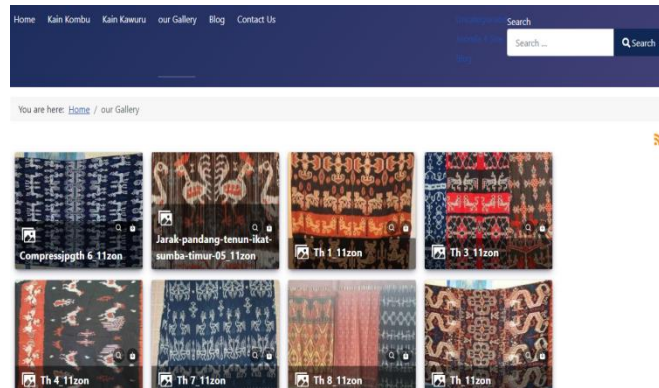 Home Kain Kombu Kain Kawuru our Gallery Blog Contact Us
Search
Search ...
Search
Blog
You are here: Home / our Gallery
Compressjpgth 6_11zon
Jarak-pandang-tenun-ikat-
sumba-timur-05_11zon
Th 1_11zon
Th 3_11zon
Th 4_11zon
Th 7_11zon
Th 8_11zon
Th_11zon